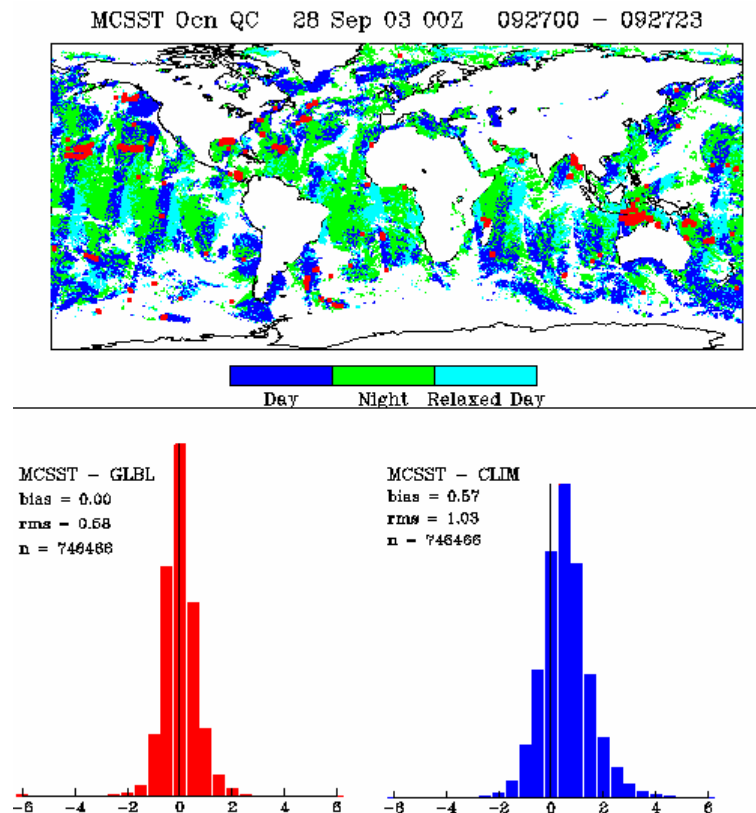 MCSST Ocn QC 28 Sep 03 00Z 092700 - 092723
Day Night Relaxed Day
MCSST - GLBL
bias = 0.00
rms = 0.58
n = 746466
MCSST - CLIM
bias = 0.57
rms = 1.03
n = 746466
-6 -4 -2 0 2 4 6
-6 -4 -2 0 2 4 6